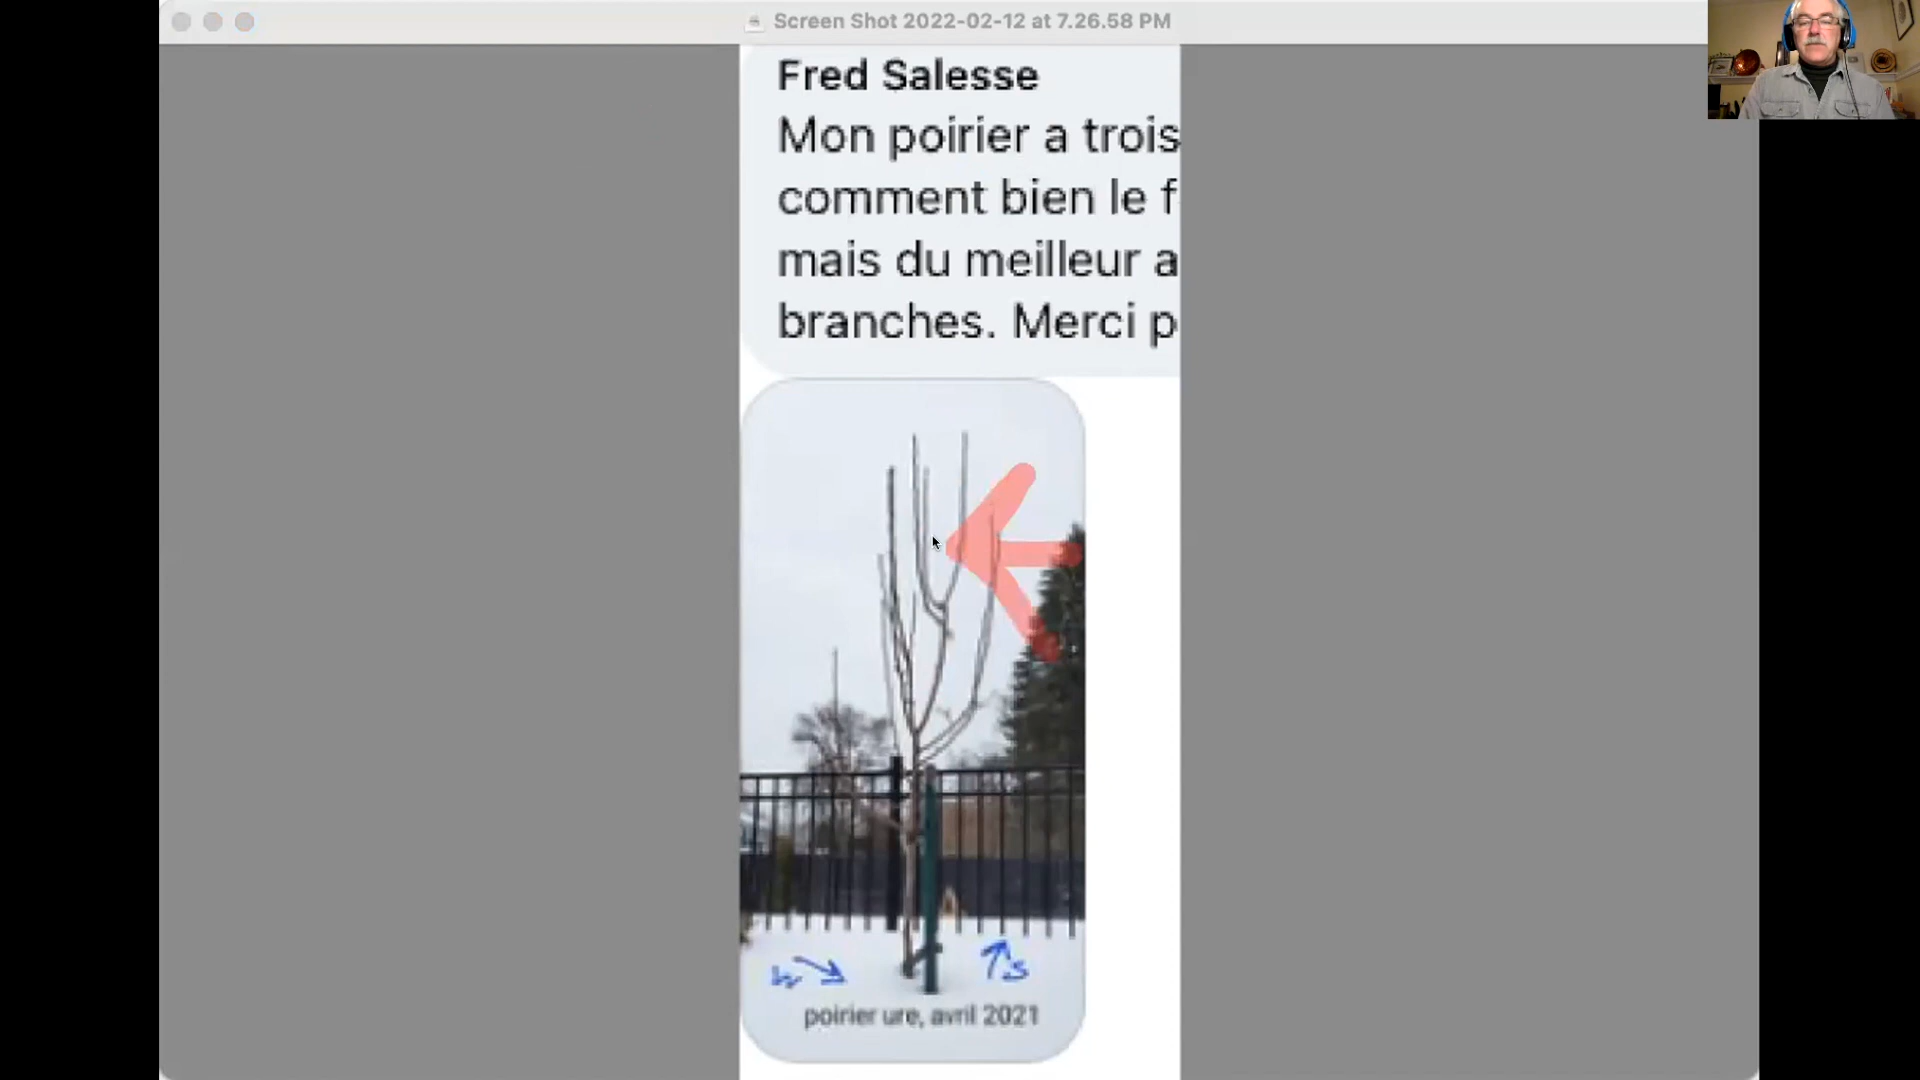 Screen Shot 2022-02-12 at 7.26.58 PM
Fred Salesse
Mon poirier a trois
comment bien le f
mais du meilleur a
branches. Merci p
S
poirier ure, avril 2021